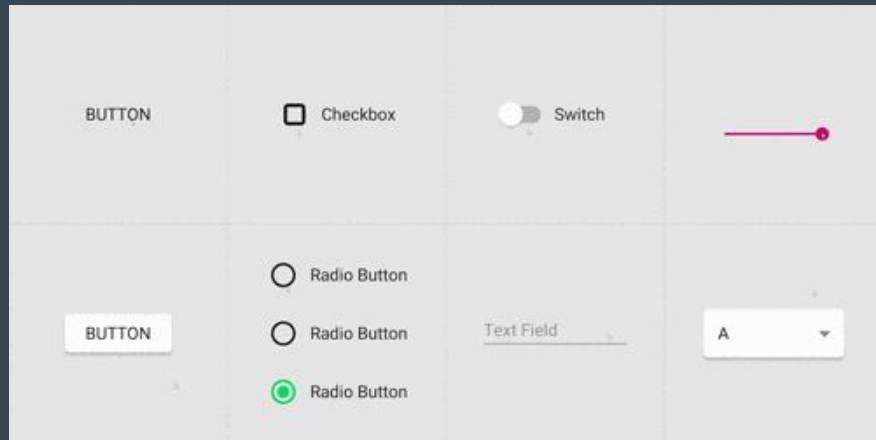 BUTTON
Checkbox
Switch
BUTTON
Radio Button
Radio Button
Radio Button
Text Field
A